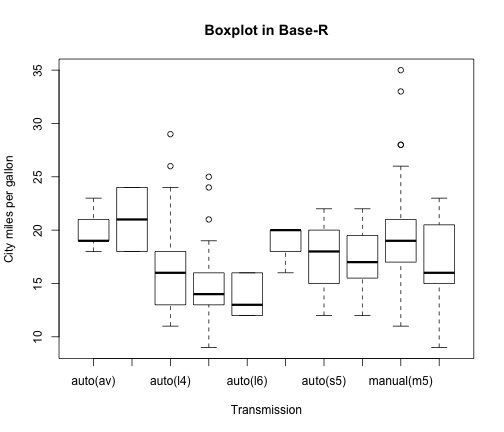 Boxplot in Base-R
City miles per gallon
35
30
25
20
15
10
auto(av) auto(l4) auto(l6) auto(s5) manual(m5)
Transmission